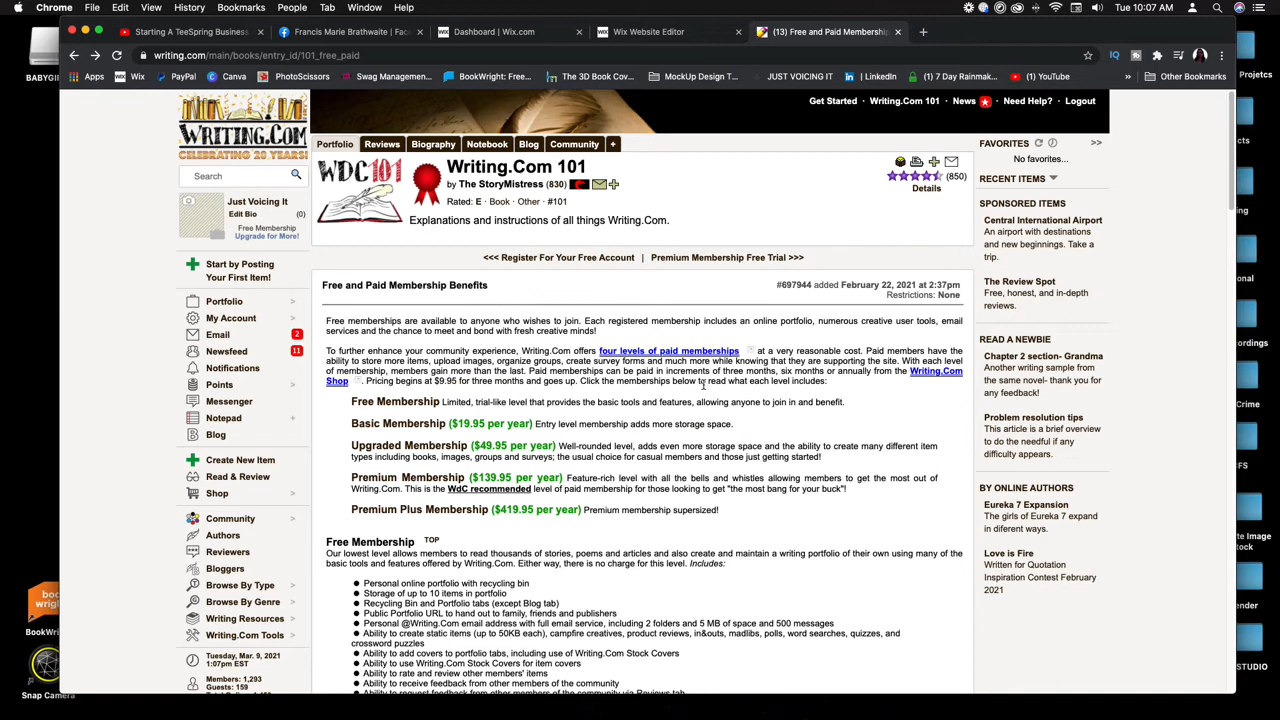 Chrome File Edit View History Bookmarks People Tab Window Help
Tue 10:07 AM
Starting A TeeSpring Business
Francis Marie Brathwaite | Fac
Dashboard | Wix.com
Wix Website Editor
(13) Free and Paid Membership
writing.com/main/books/entry_id/101_free_paid
Apps Wix PayPal Canva PhotoScissors Swag Managemen... BookWright: Free... The 3D Book Cov... MockUp Design T... JUST VOICING IT LinkedIn (1) 7 Day Rainmak... (1) YouTube » Other Bookmarks
BABYGI
WRITING.COM
CELEBRATING 20 YEARS!
Search
Just Voicing It
Edit Bio (0)
Free Membership
Upgrade for More!
Start by Posting
Your First Item!
Portfolio >
My Account >
Email 2
Newsfeed 11
Notifications
Points >
Messenger
Notepad +
Blog
Create New Item
Read & Review
Shop >
Community >
Authors
Reviewers
Bloggers
Browse By Type >
Browse By Genre >
Writing Resources >
Writing.Com Tools >
Tuesday, Mar. 9, 2021
1:07pm EST
Members: 1,293
Guests: 159
Get Started · Writing.Com 101 · News Need Help? · Logout
Portfolio Reviews Biography Notebook Blog Community +
WDC101
Writing.Com 101
by The StoryMistress (830)
Rated: E · Book · Other · #101
Explanations and instructions of all things Writing.Com.
(850)
Details
<<< Register For Your Free Account | Premium Membership Free Trial >>>
Free and Paid Membership Benefits
#697944 added February 22, 2021 at 2:37pm
Restrictions: None
Free memberships are available to anyone who wishes to join. Each registered membership includes an online portfolio, numerous creative user tools, email
services and the chance to meet and bond with fresh creative minds!
To further enhance your community experience, Writing.Com offers four levels of paid memberships at a very reasonable cost. Paid members have the
ability to store more items, upload images, organize groups, create survey forms and much more while knowing that they are supporting the site. With each level
of membership, members gain more than the last. Paid memberships can be paid in increments of three months, six months or annually from the Writing.Com
Shop . Pricing begins at $9.95 for three months and goes up. Click the memberships below to read what each level includes:
Free Membership Limited, trial-like level that provides the basic tools and features, allowing anyone to join in and benefit.
Basic Membership ($19.95 per year) Entry level membership adds more storage space.
Upgraded Membership ($49.95 per year) Well-rounded level, adds even more storage space and the ability to create many different item
types including books, images, groups and surveys; the usual choice for casual members and those just getting started!
Premium Membership ($139.95 per year) Feature-rich level with all the bells and whistles allowing members to get the most out of
Writing.Com. This is the WdC recommended level of paid membership for those looking to get "the most bang for your buck"!
Premium Plus Membership ($419.95 per year) Premium membership supersized!
Free Membership TOP
Our lowest level allows members to read thousands of stories, poems and articles and also create and maintain a writing portfolio of their own using many of the
basic tools and features offered by Writing.Com. Either way, there is no charge for this level. Includes:
● Personal online portfolio with recycling bin
● Storage of up to 10 items in portfolio
● Recycling Bin and Portfolio tabs (except Blog tab)
● Public Portfolio URL to hand out to family, friends and publishers
● Personal @Writing.Com email address with full email service, including 2 folders and 5 MB of space and 500 messages
● Ability to create static items (up to 50KB each), campfire creatives, product reviews, in&outs, madlibs, polls, word searches, quizzes, and
crossword puzzles
● Ability to add covers to portfolio tabs, including use of Writing.Com Stock Covers
● Ability to use Writing.Com Stock Covers for item covers
● Ability to rate and review other members' items
● Ability to receive feedback from other members of the community
● Ability to request feedback from other members of the community via Reviews tab
FAVORITES >>
No favorites...
RECENT ITEMS
SPONSORED ITEMS
Central International Airport
An airport with destinations
and new beginnings. Take a
trip.
The Review Spot
Free, honest, and in-depth
reviews.
READ A NEWBIE
Chapter 2 section- Grandma
Another writing sample from
the same novel- thank you
for any feedback!
Problem resolution tips
This article is a brief overview
to do the needful if any
difficulty appears.
BY ONLINE AUTHORS
Eureka 7 Expansion
The girls of Eureka 7 expand
in diferent ways.
Love is Fire
Written for Quotation
Inspiration Contest February
2021
BookWri
Snap Camera